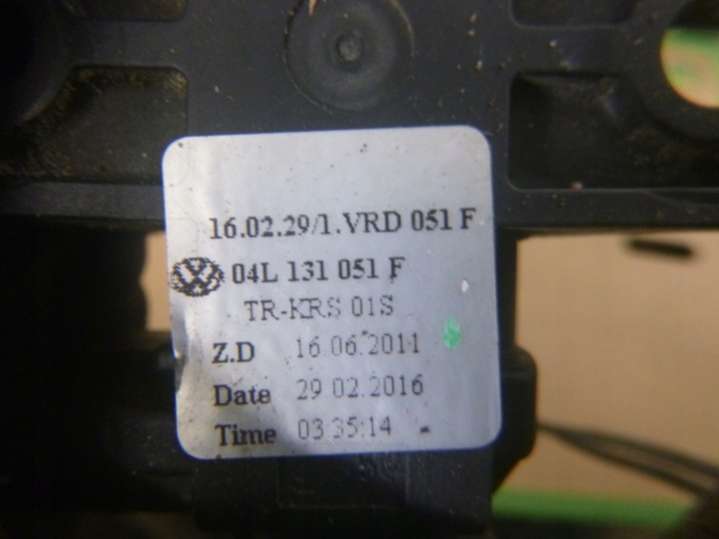 16.02.29/1.VRD 051 F
04L 131 051 F
TR-KRS 01S
Z.D 16.06.2011
Date 29 02 2016
Time 03 35:14